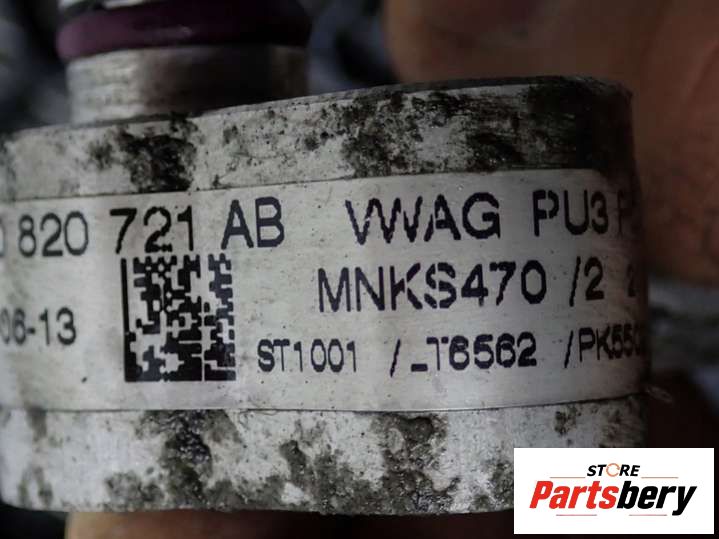 820 721 AB VWAG PU3
06-13 MNKS470 /2
ST1001 /_T6562 /PK55
STORE
Partsbery